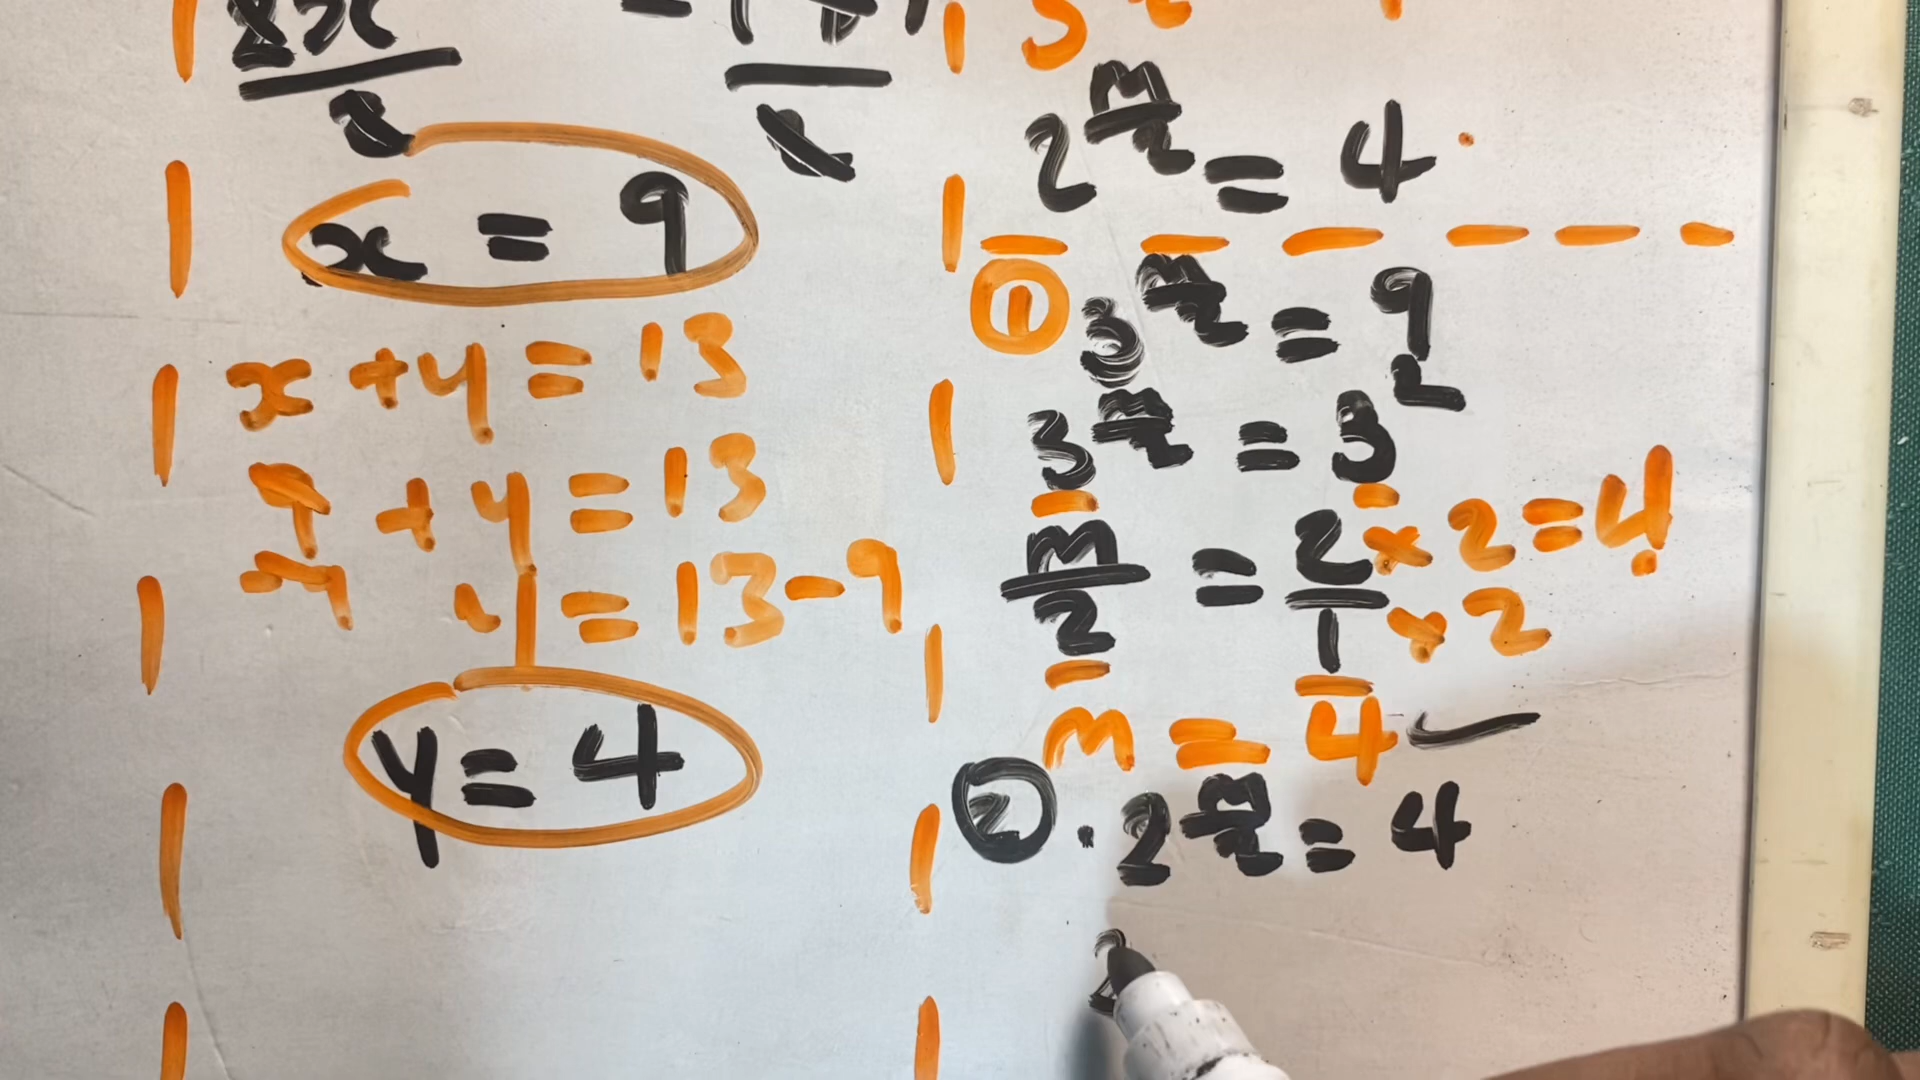 x = 9
x + y = 13
9 + y = 13
y = 13 - 9
y = 4
3
2^(m/2) = 4
① 3^(m/2) = 9
3^(m/2) = 3^2
m/2 = 2/1 × 2 = 4
× 2
m = 4 ✓
② · 2^(m/2) = 4